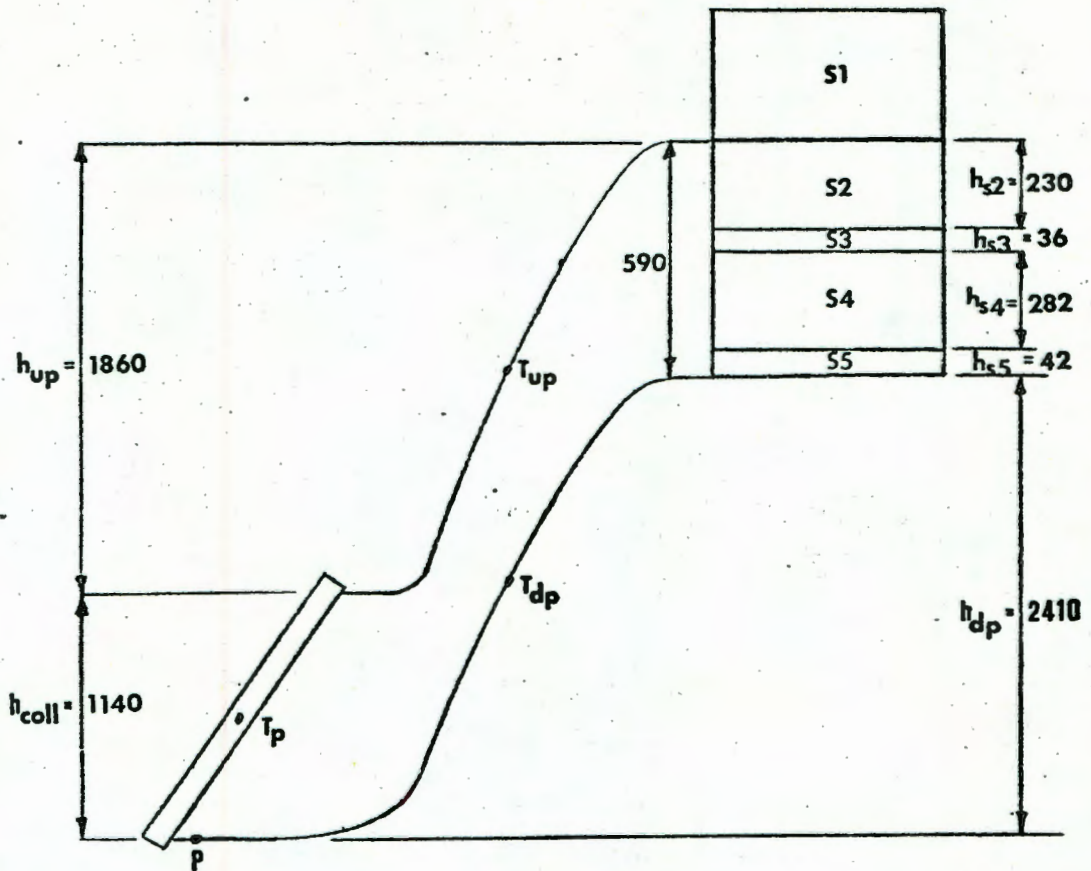 S1
S2
hs2 = 230
S3
hs3 = 36
590
S4
hs4 = 282
hup = 1860
Tup
S5
hs5 = 42
Tdp
hdp = 2410
hcoll = 1140
Tp
P